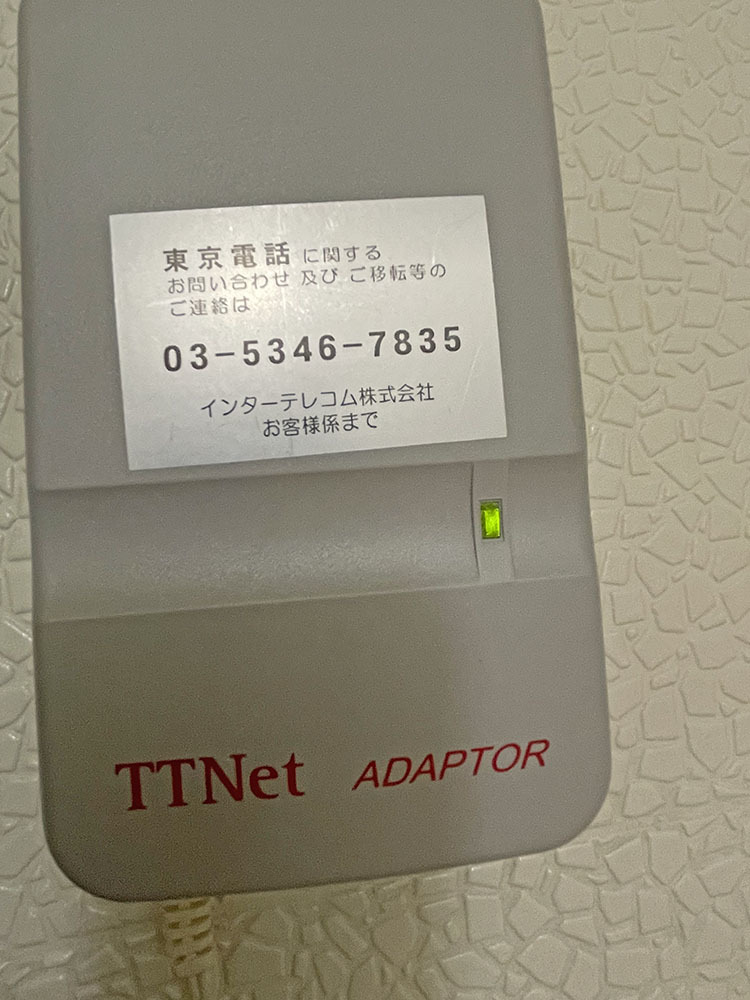 東京電話 に関する
お問い合わせ 及び ご移転等の
ご連絡は
03-5346-7835
インターテレコム株式会社
お客様係まで
TTNet ADAPTOR